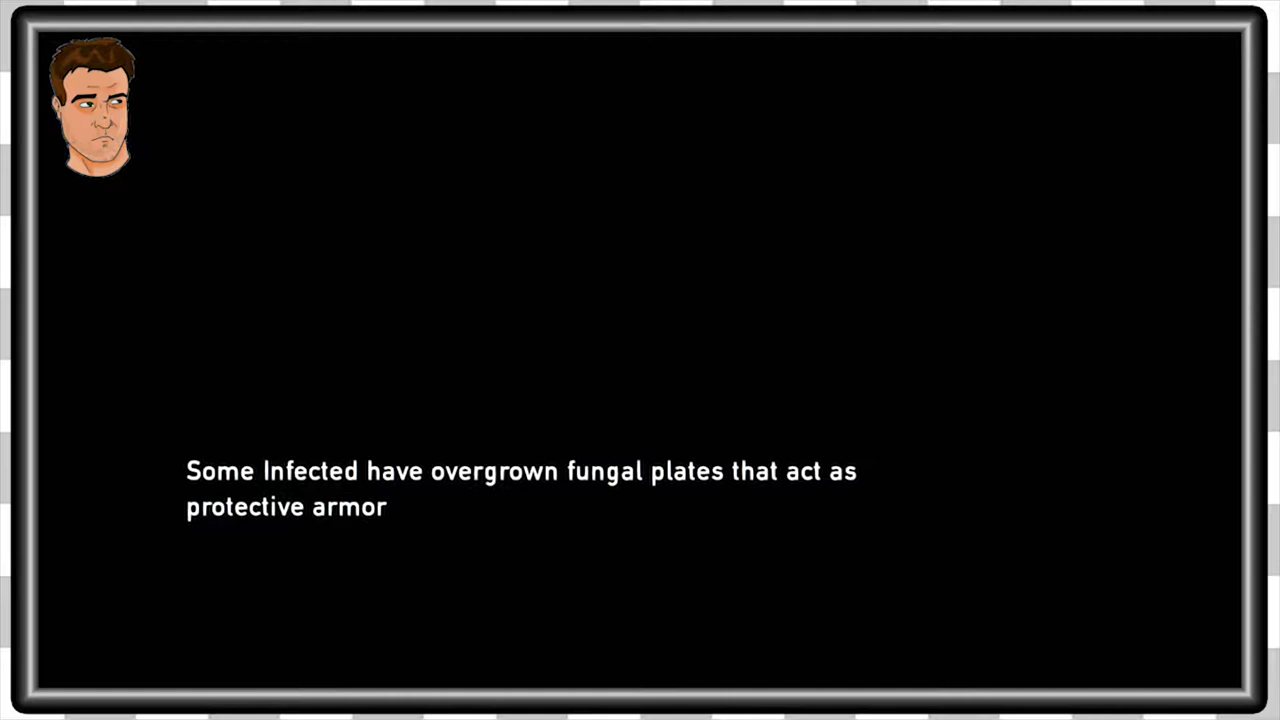 Some Infected have overgrown fungal plates that act as
protective armor